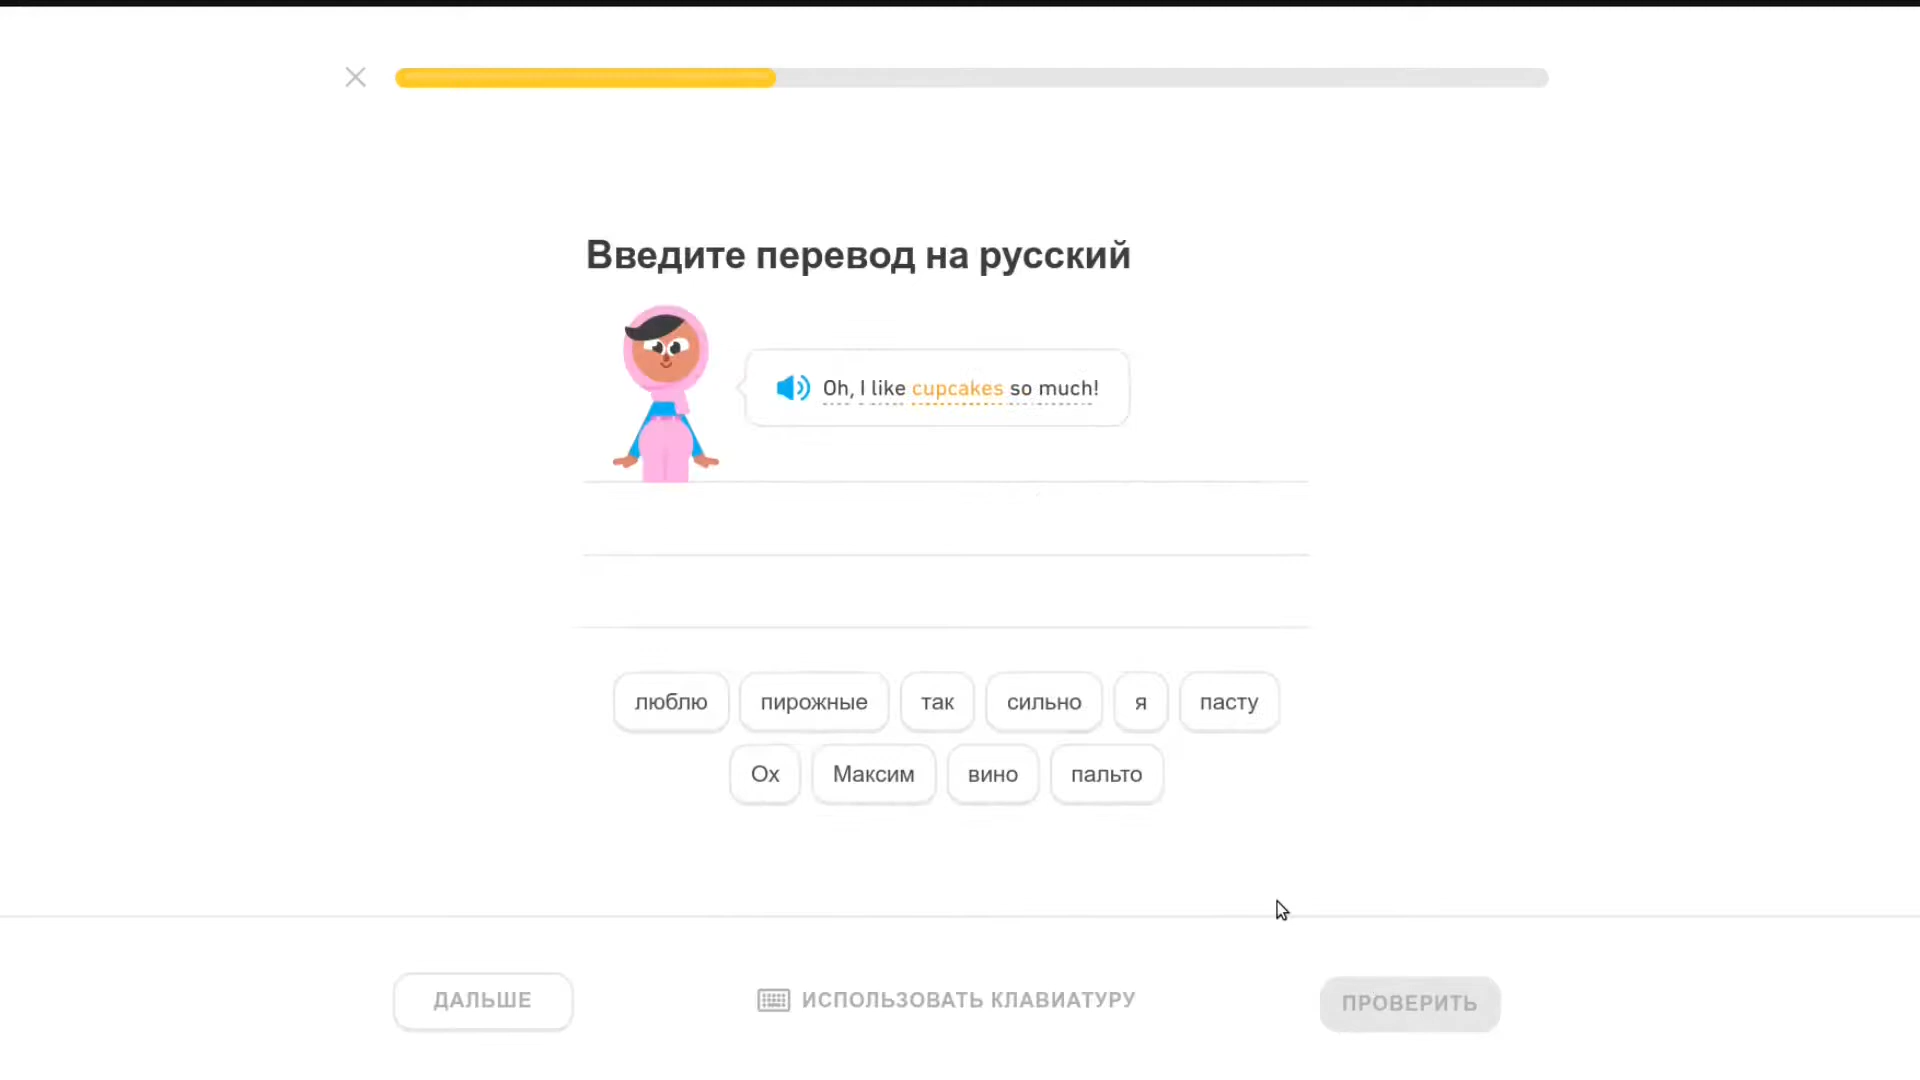 Введите перевод на русский
Oh, I like cupcakes so much!
люблю пирожные так сильно я пасту
Ох Максим вино пальто
ДАЛЬШЕ ИСПОЛЬЗОВАТЬ КЛАВИАТУРУ ПРОВЕРИТЬ